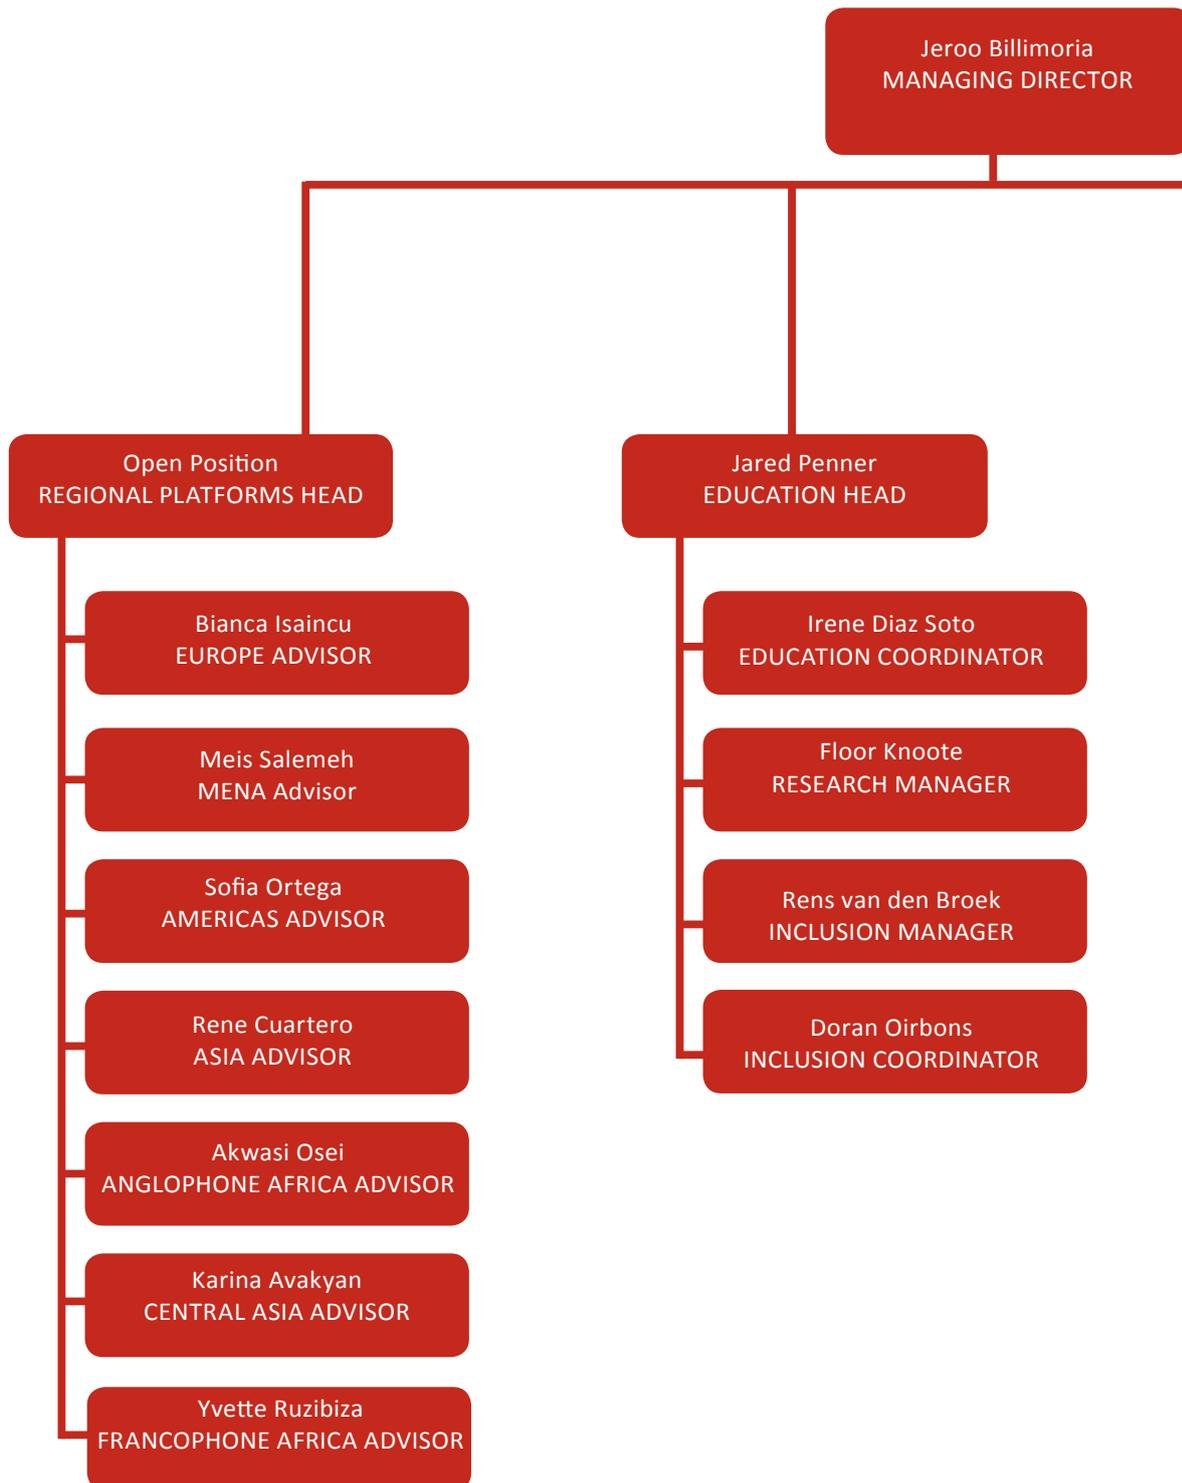 Jeroo Billimoria
MANAGING DIRECTOR
Open Position
REGIONAL PLATFORMS HEAD
Bianca Isaincu
EUROPE ADVISOR
Meis Salemeh
MENA Advisor
Sofia Ortega
AMERICAS ADVISOR
Rene Cuartero
ASIA ADVISOR
Akwasi Osei
ANGLOPHONE AFRICA ADVISOR
Karina Avakyan
CENTRAL ASIA ADVISOR
Yvette Ruzibiza
FRANCOPHONE AFRICA ADVISOR
Jared Penner
EDUCATION HEAD
Irene Diaz Soto
EDUCATION COORDINATOR
Floor Knoote
RESEARCH MANAGER
Rens van den Broek
INCLUSION MANAGER
Doran Oirbons
INCLUSION COORDINATOR